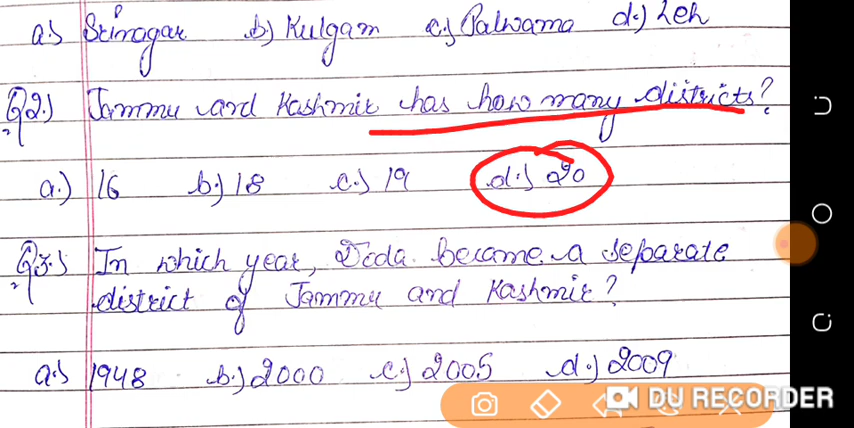 a.) Srinagar b.) Kulgam c.) Palwama d.) Leh
Q2.) Jammu and Kashmir has how many districts?
a.) 16 b.) 18 c.) 19 d.) 20
Q3.) In which year, Doda became a separate
district of Jammu and Kashmir?
a.) 1948 b.) 2000 c.) 2005 d.) 2009
DU RECORDER